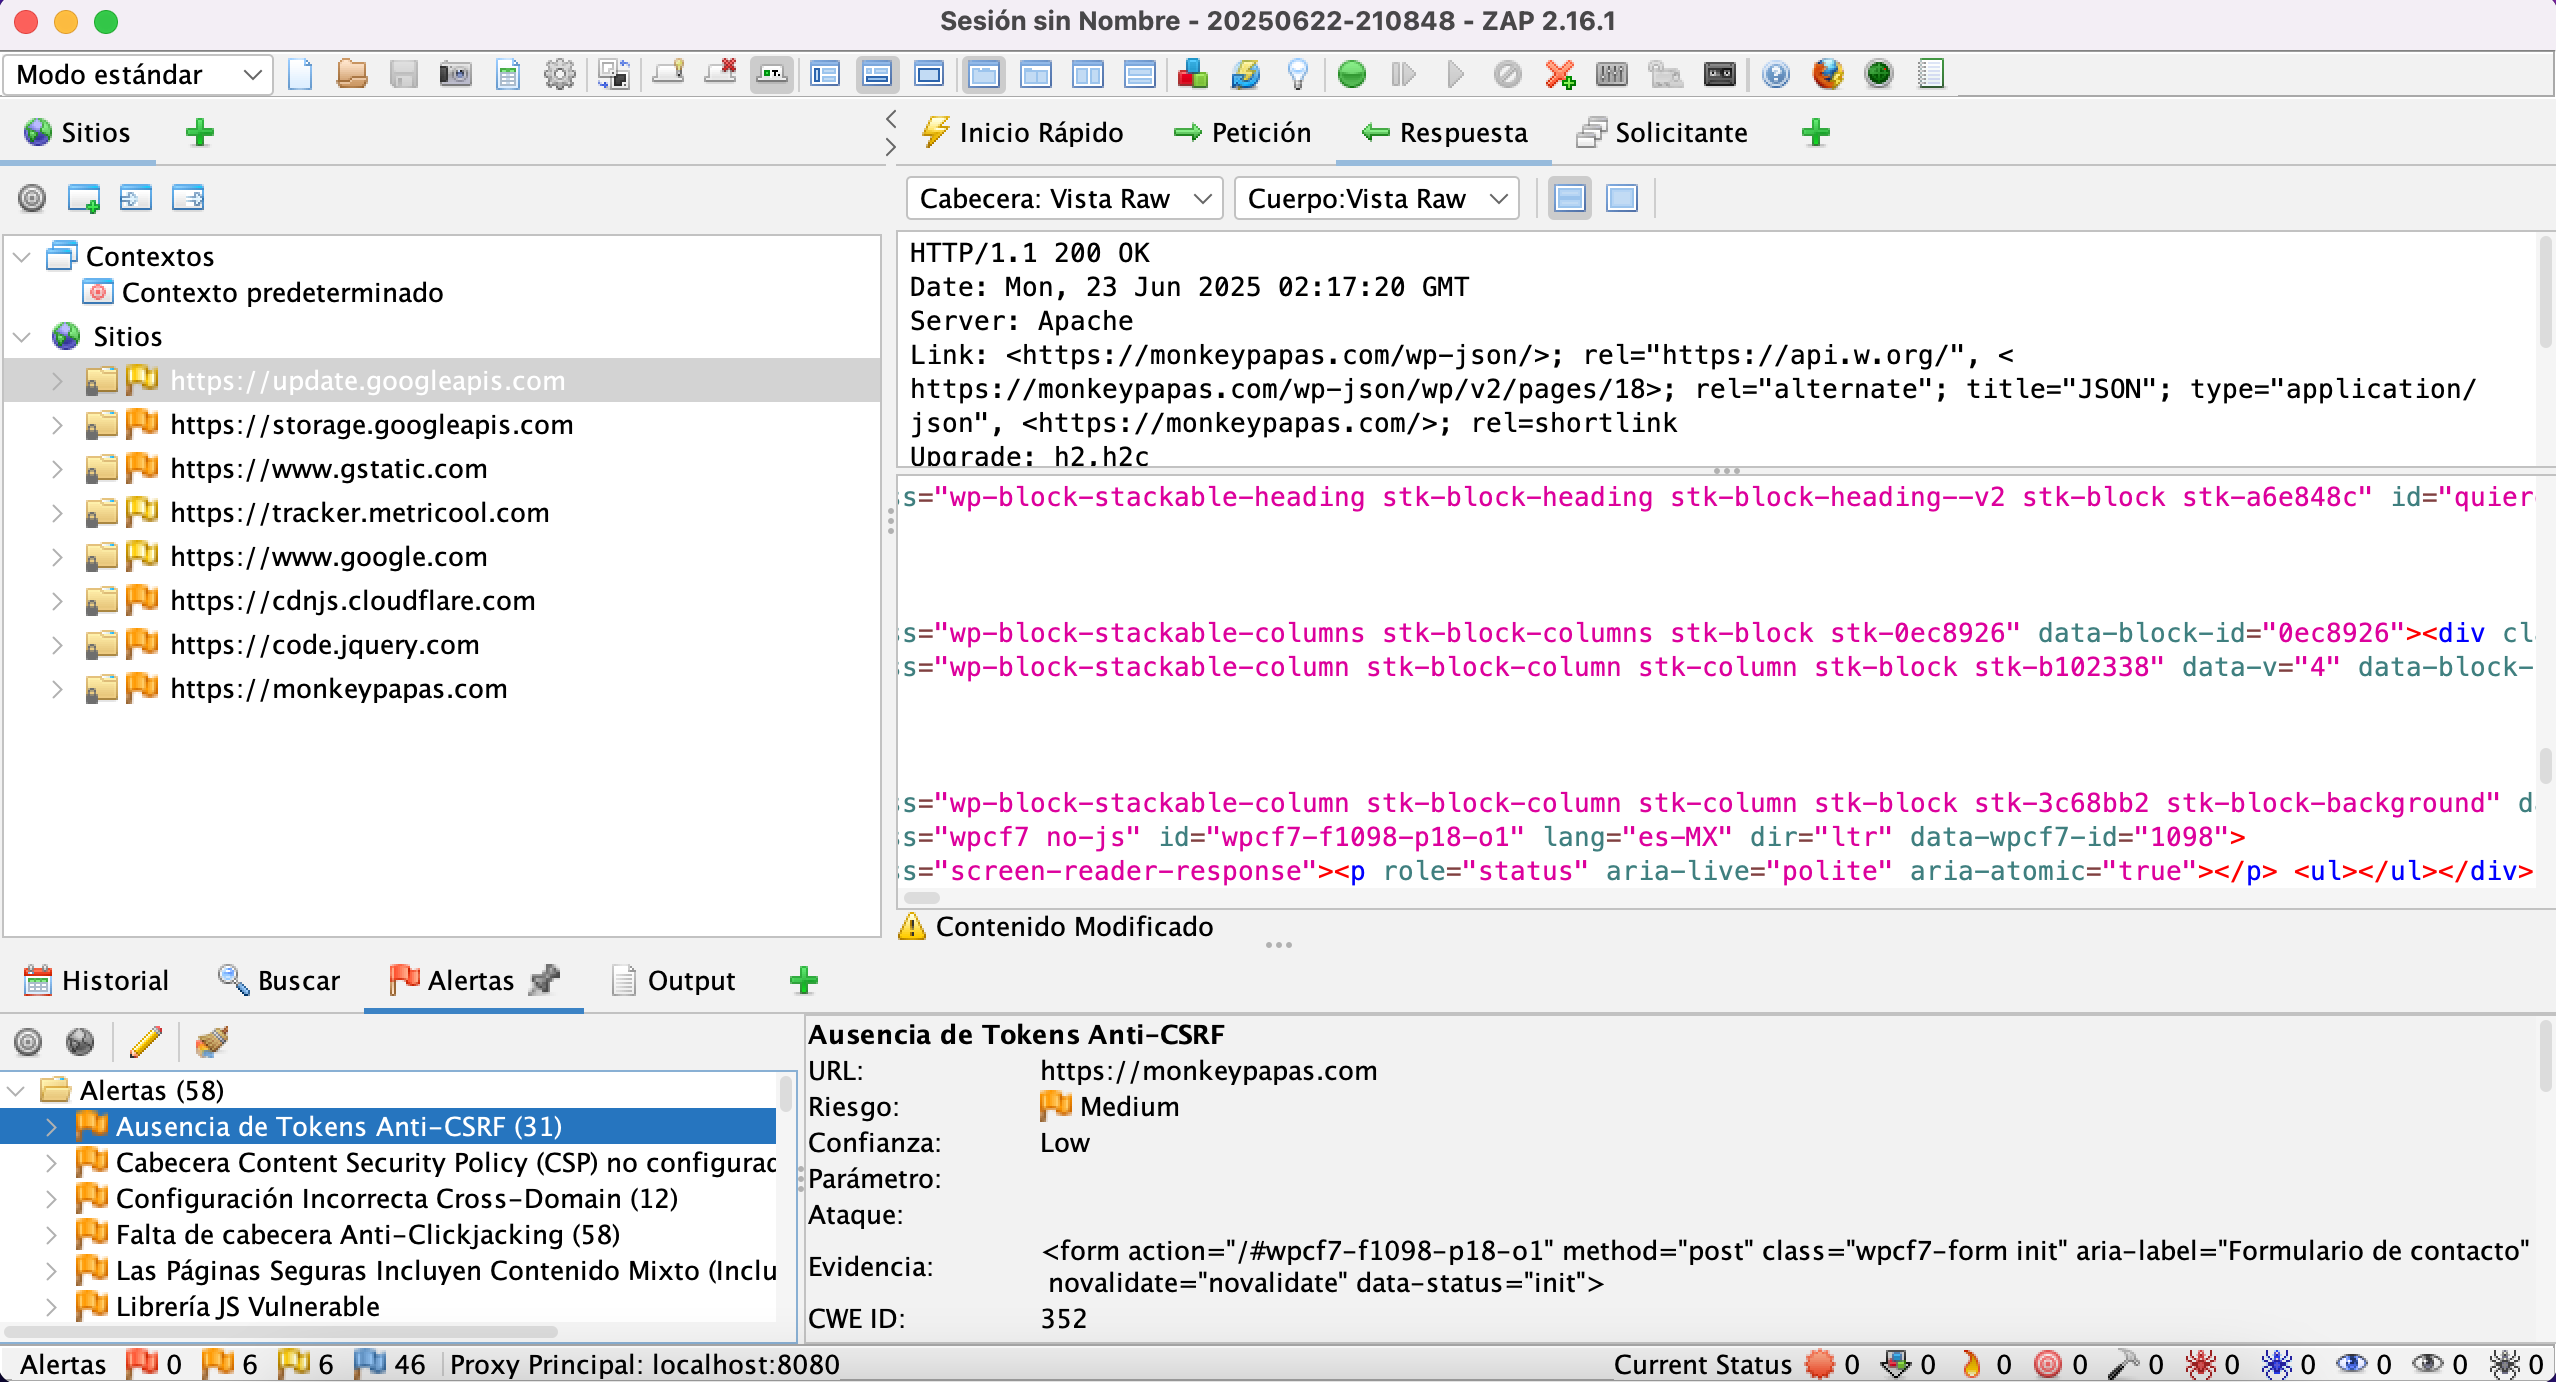 Sesión sin Nombre - 20250622-210848 - ZAP 2.16.1
Modo estándar
Sitios
Inicio Rápido
Petición
Respuesta
Solicitante
Cabecera: Vista Raw
Cuerpo:Vista Raw
Contextos
Contexto predeterminado
Sitios
https://update.googleapis.com
https://storage.googleapis.com
https://www.gstatic.com
https://tracker.metricool.com
https://www.google.com
https://cdnjs.cloudflare.com
https://code.jquery.com
https://monkeypapas.com
HTTP/1.1 200 OK
Date: Mon, 23 Jun 2025 02:17:20 GMT
Server: Apache
Link: <https://monkeypapas.com/wp-json/>; rel="https://api.w.org/", <
https://monkeypapas.com/wp-json/wp/v2/pages/18>; rel="alternate"; title="JSON"; type="application/
json", <https://monkeypapas.com/>; rel=shortlink
Upgrade: h2,h2c
ss="wp-block-stackable-heading stk-block-heading stk-block-heading--v2 stk-block stk-a6e848c" id="quier
ss="wp-block-stackable-columns stk-block-columns stk-block stk-0ec8926" data-block-id="0ec8926"><div cl
ss="wp-block-stackable-column stk-block-column stk-column stk-block stk-b102338" data-v="4" data-block-
ss="wp-block-stackable-column stk-block-column stk-column stk-block stk-3c68bb2 stk-block-background" da
ss="wpcf7 no-js" id="wpcf7-f1098-p18-o1" lang="es-MX" dir="ltr" data-wpcf7-id="1098">
ss="screen-reader-response"><p role="status" aria-live="polite" aria-atomic="true"></p> <ul></ul></div>
Contenido Modificado
Historial
Buscar
Alertas
Output
Alertas (58)
Ausencia de Tokens Anti-CSRF (31)
Cabecera Content Security Policy (CSP) no configurad
Configuración Incorrecta Cross-Domain (12)
Falta de cabecera Anti-Clickjacking (58)
Las Páginas Seguras Incluyen Contenido Mixto (Inclu
Librería JS Vulnerable
Ausencia de Tokens Anti-CSRF
URL: https://monkeypapas.com
Riesgo: Medium
Confianza: Low
Parámetro:
Ataque:
Evidencia: <form action="/#wpcf7-f1098-p18-o1" method="post" class="wpcf7-form init" aria-label="Formulario de contacto"
novalidate="novalidate" data-status="init">
CWE ID: 352
Alertas 0 6 6 46 Proxy Principal: localhost:8080
Current Status 0 0 0 0 0 0 0 0 0 0